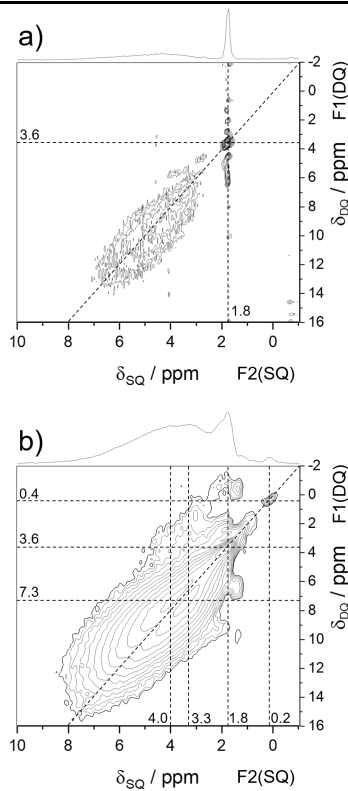 a)
-2
0
2
4
6
8
10
12
14
16
F1(DQ)
δDQ / ppm
3.6
1.8
10 8 6 4 2 0
δSQ / ppm F2(SQ)
b)
-2
0
2
4
6
8
10
12
14
16
F1(DQ)
δDQ / ppm
0.4
3.6
7.3
4.0 3.3 1.8 0.2
10 8 6 4 2 0
δSQ / ppm F2(SQ)